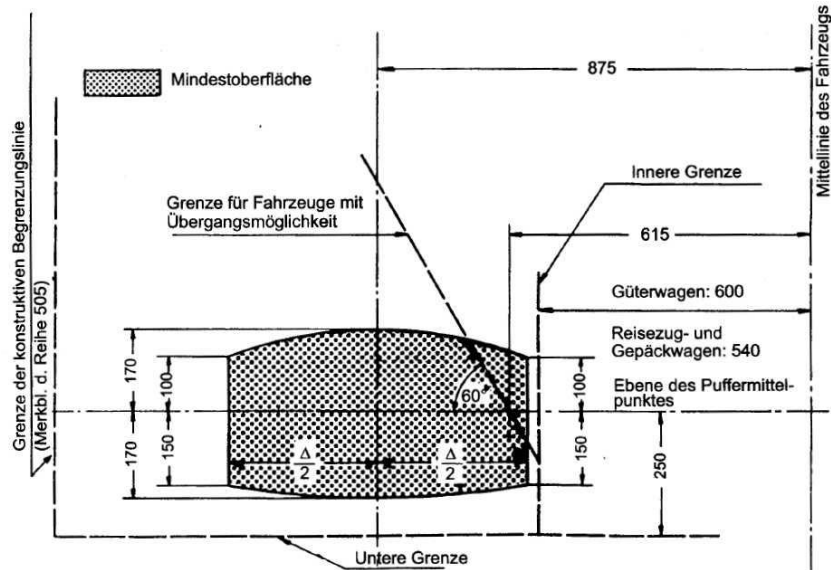 Mindestoberfläche
875
Mittellinie des Fahrzeugs
Grenze der konstruktiven Begrenzungslinie
(Merkbl. d. Reihe 505)
Innere Grenze
Grenze für Fahrzeuge mit
Übergangsmöglichkeit
615
Güterwagen: 600
Reisezug- und
Gepäckwagen: 540
Ebene des Puffermittel-
punktes
170
100
60°
100
170
150
Δ
2
Δ
2
150
250
Untere Grenze